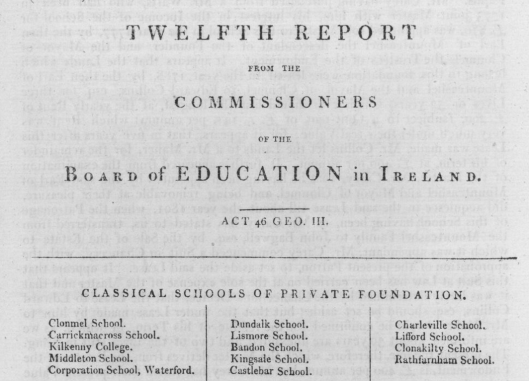 TWELFTH REPORT
FROM THE
COMMISSIONERS
OF THE
BOARD of EDUCATION in IRELAND.
ACT 46 GEO. III.
CLASSICAL SCHOOLS OF PRIVATE FOUNDATION.
Clonmel School.
Carrickmacross School.
Kilkenny College.
Middleton School.
Corporation School, Waterford.
Dundalk School.
Lismore School.
Bandon School.
Kingsale School.
Castlebar School.
Charleville School.
Lifford School.
Clonakilty School.
Rathfarnham School.